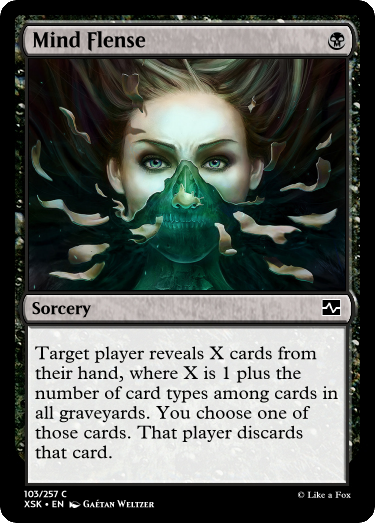 Mind Flense
Sorcery
Target player reveals X cards from
their hand, where X is 1 plus the
number of card types among cards in
all graveyards. You choose one of
those cards. That player discards
that card.
103/257 C
XSK • EN GAÉTAN WELTZER
© Like a Fox